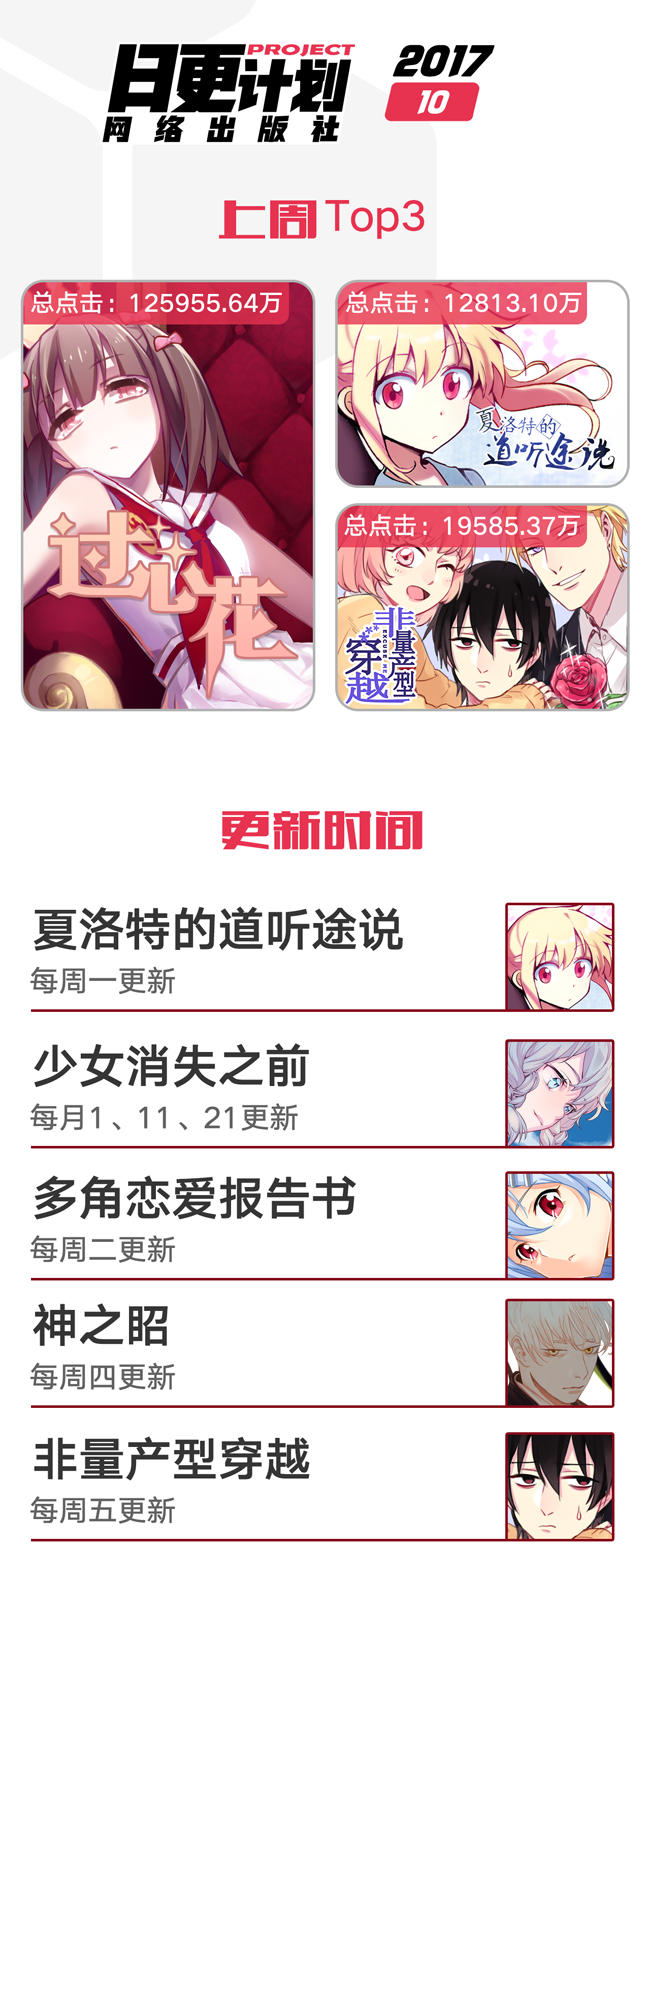 日更计划
PROJECT
网络出版社
2017
10
上周Top3
总点击：125955.64万
过心花
总点击：12813.10万
夏洛特的
道听途说
总点击：19585.37万
非量产型
穿越
EXCUSE ME
更新时间
夏洛特的道听途说
每周一更新
少女消失之前
每月1、11、21更新
多角恋爱报告书
每周二更新
神之昭
每周四更新
非量产型穿越
每周五更新